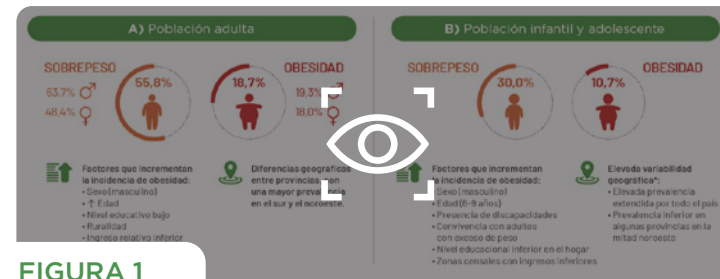 A) Población adulta
SOBREPESO
55,8%
63,7%
48,4%
OBESIDAD
18,7%
19,3%
18,0%
Factores que incrementan
la incidencia de obesidad:
• Sexo (masculino)
• ↑ Edad
• Nivel educativo bajo
• Ruralidad
• Ingreso relativo inferior
Diferencias geográficas
entre provincias, con
una mayor prevalencia
en el sur y el noroeste.
B) Población infantil y adolescente
SOBREPESO
30,0%
OBESIDAD
10,7%
Factores que incrementan
la incidencia de obesidad:
• Sexo (masculino)
• Edad (6-9 años)
• Presencia de discapacidades
• Convivencia con adultos
con exceso de peso
• Nivel educacional inferior en el hogar
• Zonas censales con ingresos inferiores
Elevada variabilidad
geográfica*:
• Elevada prevalencia
extendida por todo el país
• Prevalencia inferior en
algunas provincias en la
mitad noroeste
FIGURA 1